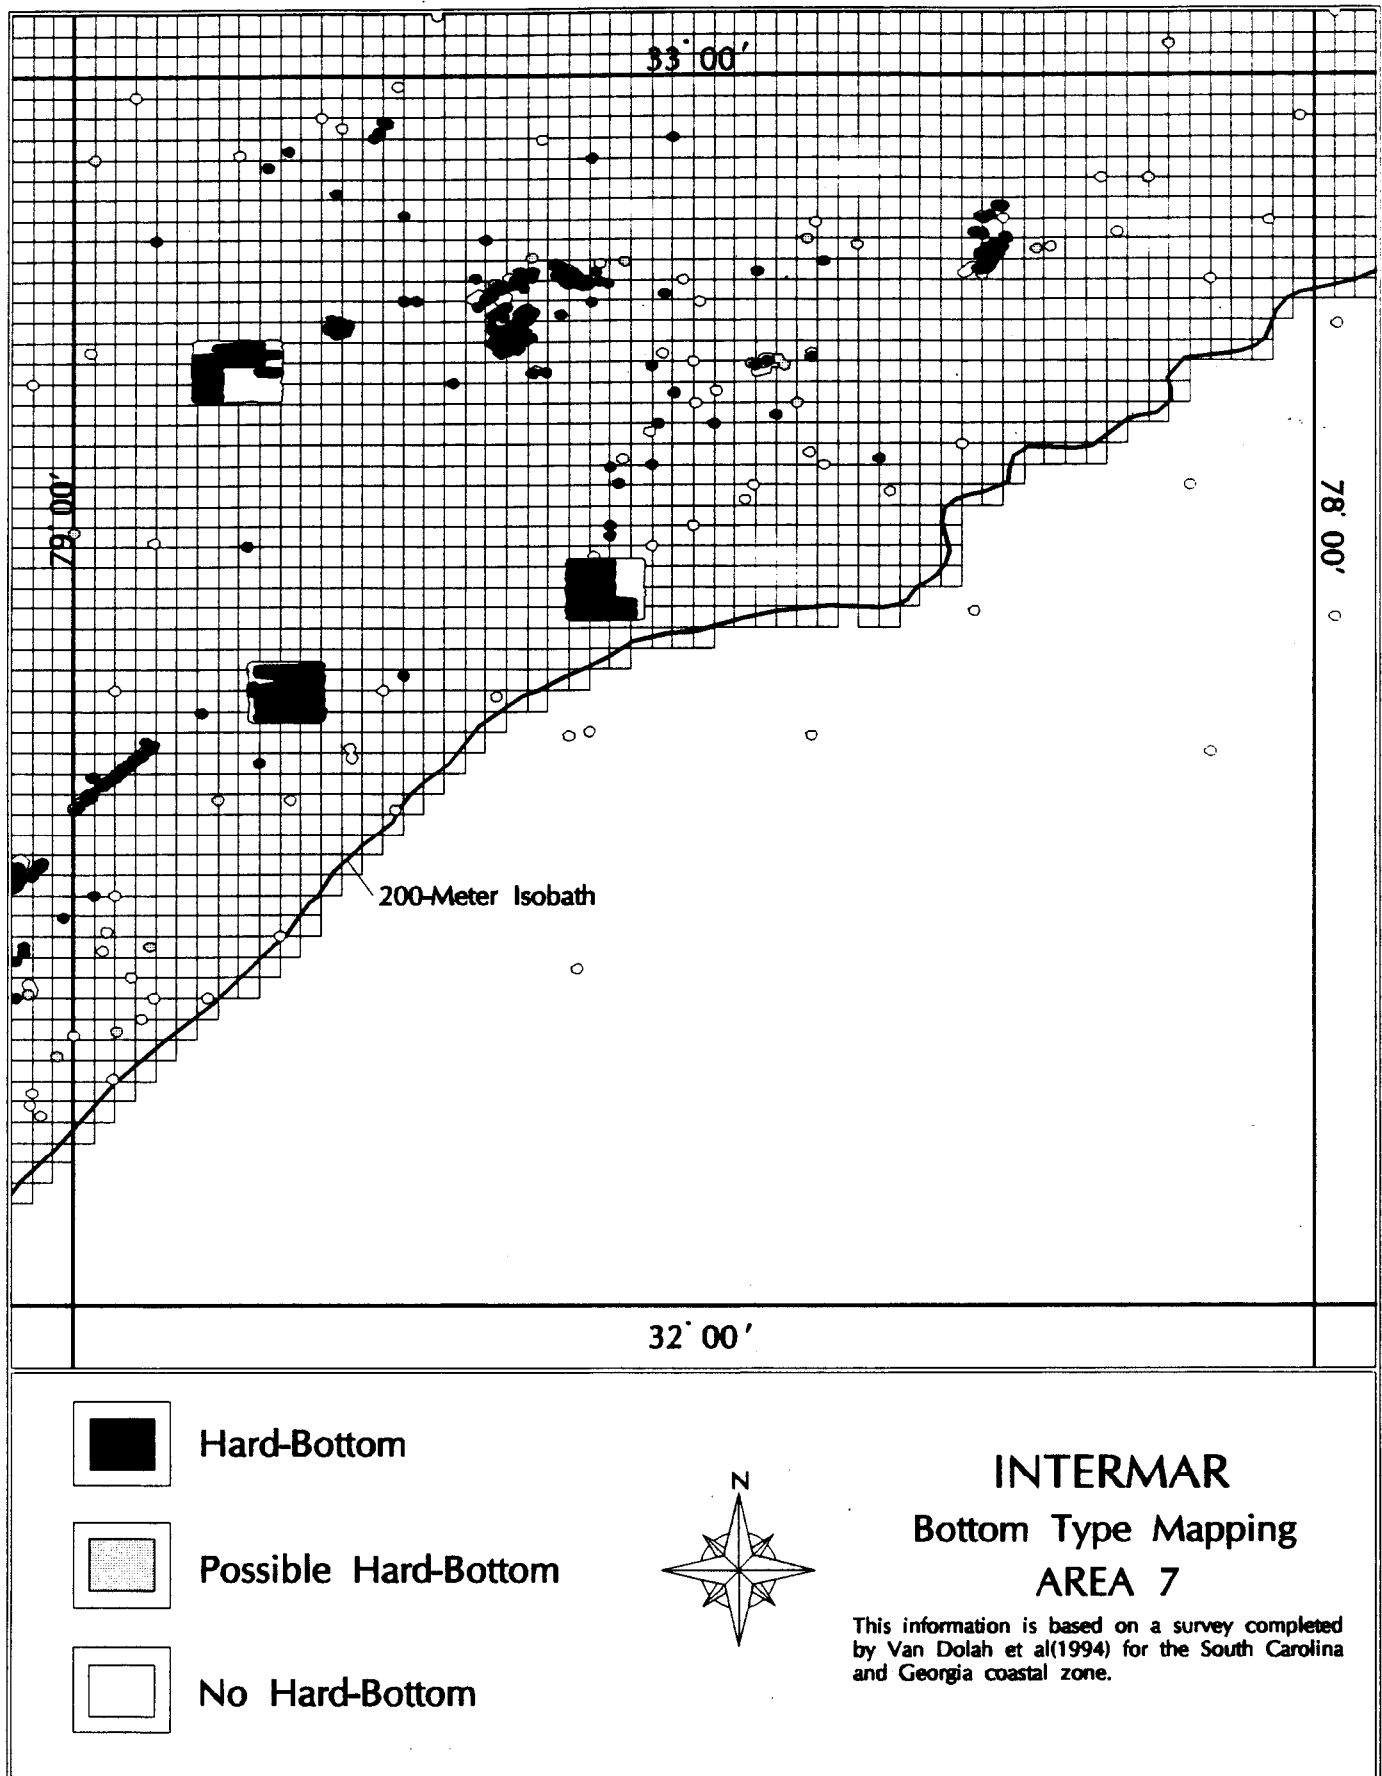 33° 00'
79° 00'
78° 00'
200-Meter Isobath
32° 00'
Hard-Bottom
Possible Hard-Bottom
No Hard-Bottom
N
INTERMAR
Bottom Type Mapping
AREA 7
This information is based on a survey completed
by Van Dolah et al(1994) for the South Carolina
and Georgia coastal zone.